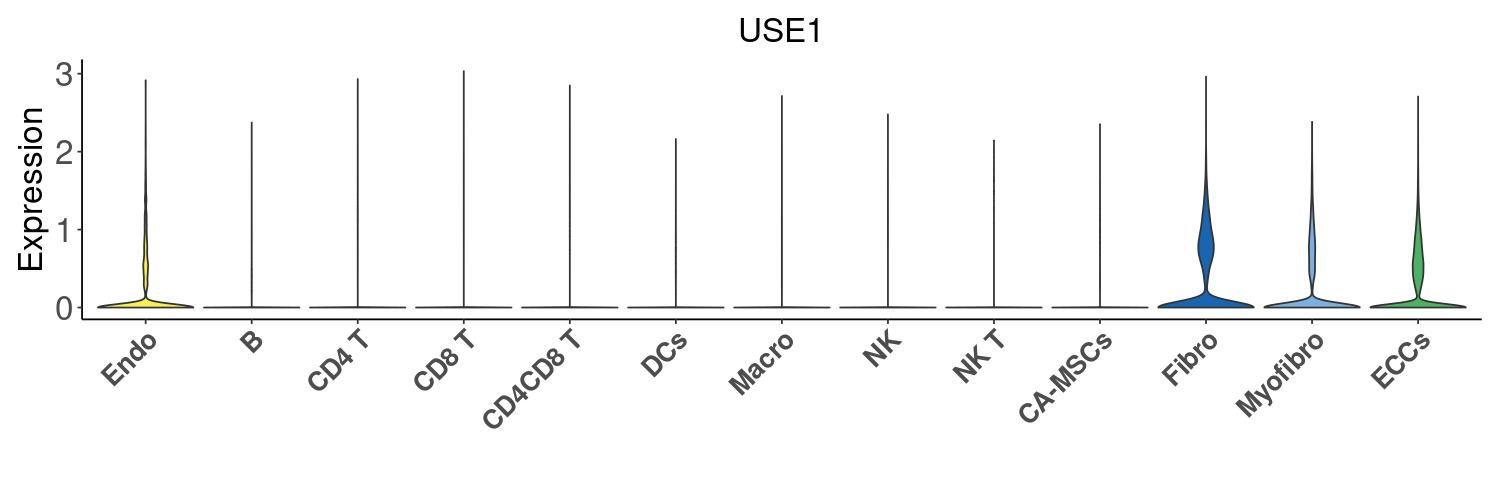 USE1
Expression
3
2
1
0
Endo
B
CD4 T
CD8 T
CD4CD8 T
DCs
Macro
NK
NK T
CA-MSCs
Fibro
Myofibro
ECCs